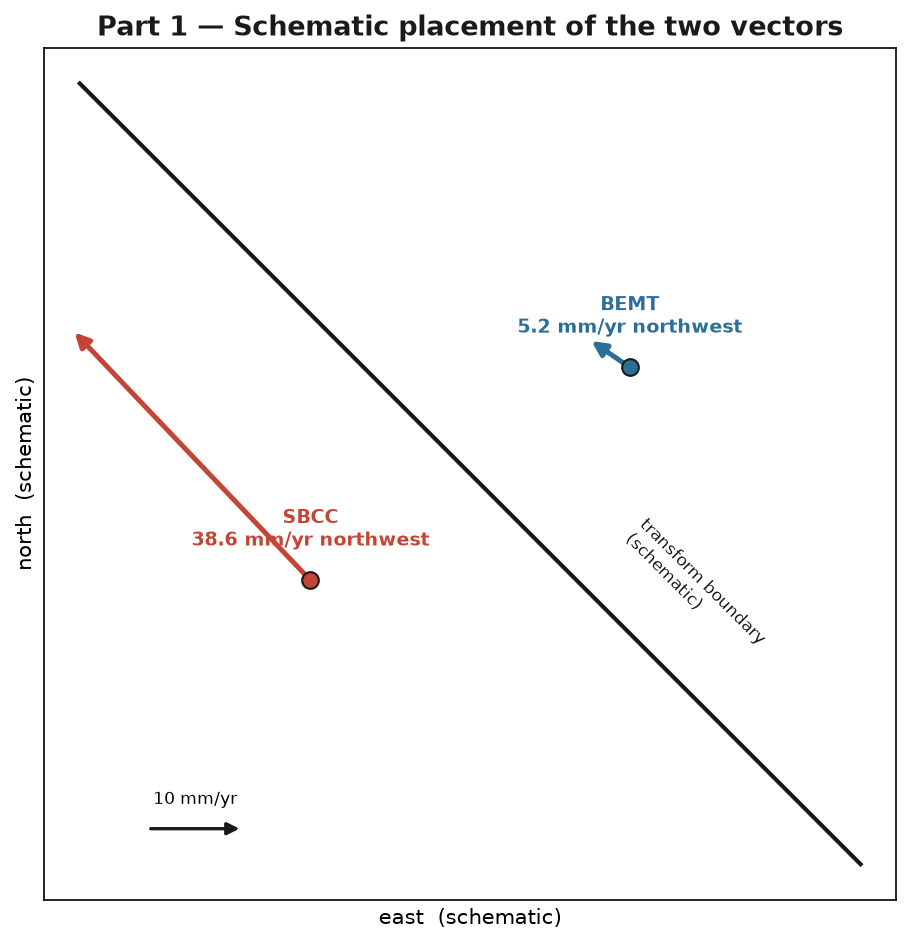 Part 1 — Schematic placement of the two vectors
BEMT
5.2 mm/yr northwest
SBCC
38.6 mm/yr northwest
transform boundary
(schematic)
10 mm/yr
north (schematic)
east (schematic)